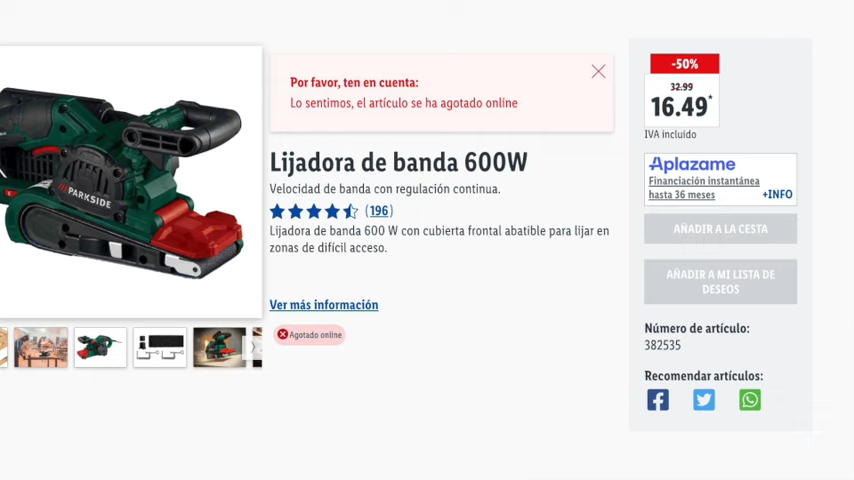 PARKSIDE
Por favor, ten en cuenta:
Lo sentimos, el artículo se ha agotado online
Lijadora de banda 600W
Velocidad de banda con regulación continua.
(196)
Lijadora de banda 600 W con cubierta frontal abatible para lijar en
zonas de difícil acceso.
Ver más información
Agotado online
-50%
32.99
16.49*
IVA incluido
Aplazame
Financiación instantánea
hasta 36 meses
+INFO
AÑADIR A LA CESTA
AÑADIR A MI LISTA DE
DESEOS
Número de artículo:
382535
Recomendar artículos: